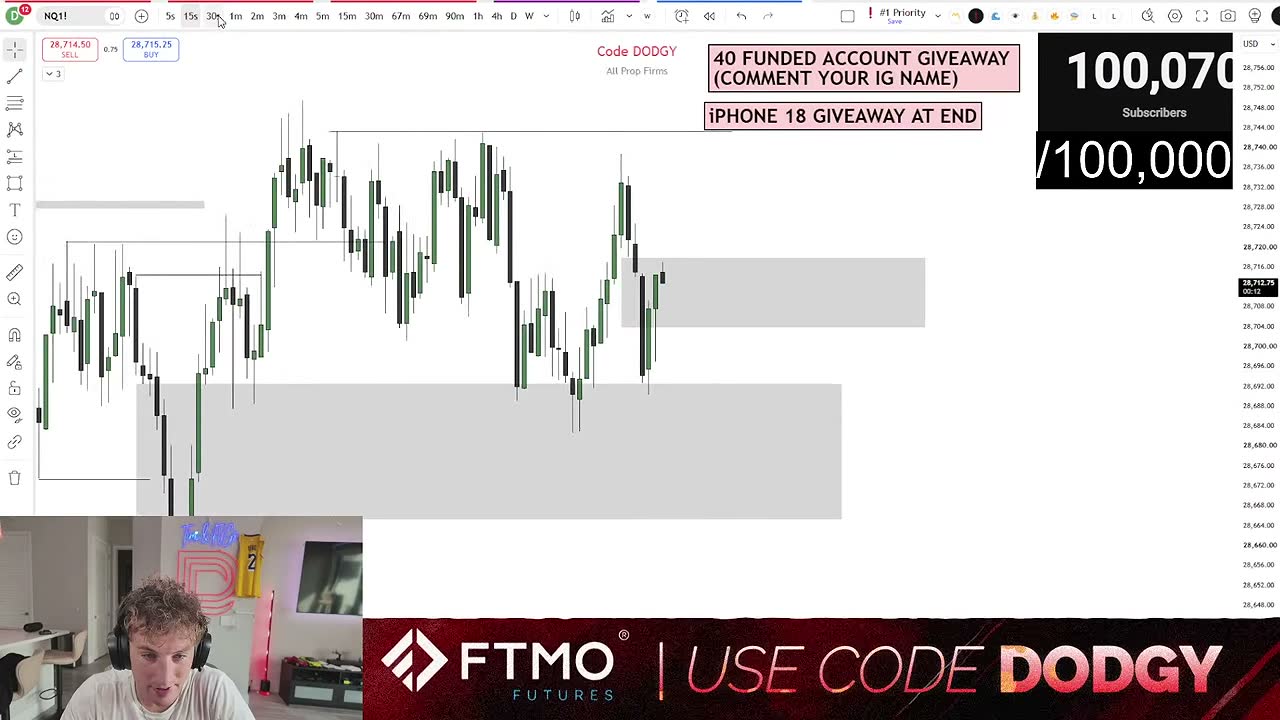 D 12 NQ1! 5s 15s 30s 1m 2m 3m 4m 5m 15m 30m 67m 69m 90m 1h 4h D W #1 Priority
Save
L L
28,714.50
SELL
0.75
28,715.25
BUY
3
Code DODGY
All Prop Firms
40 FUNDED ACCOUNT GIVEAWAY
(COMMENT YOUR IG NAME)
iPHONE 18 GIVEAWAY AT END
100,070
Subscribers
/100,000
USD
28,756.00
28,752.00
28,748.00
28,744.00
28,740.00
28,736.00
28,732.00
28,728.00
28,724.00
28,720.00
28,716.00
28,712.75
00:12
28,708.00
28,704.00
28,700.00
28,696.00
28,692.00
28,688.00
28,684.00
28,680.00
28,676.00
28,672.00
28,668.00
28,664.00
28,660.00
28,656.00
28,652.00
28,648.00
D
2
FTMO®
FUTURES
USE CODE DODGY